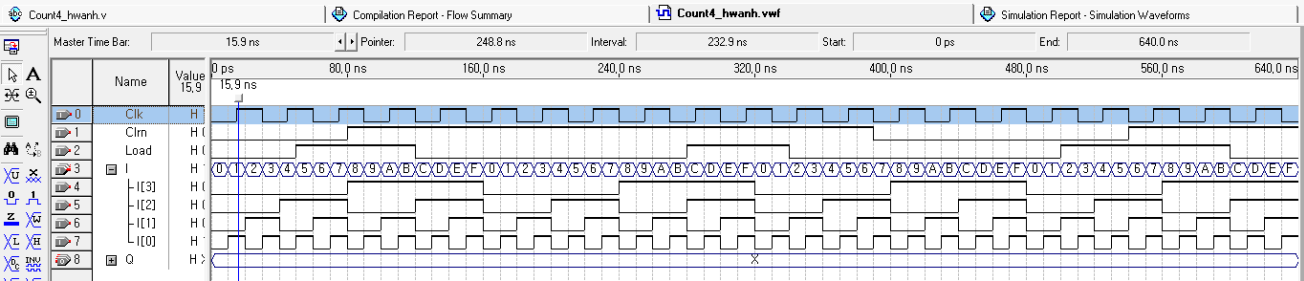 Count4_hwanh.v Compilation Report - Flow Summary Count4_hwanh.vwf Simulation Report - Simulation Waveforms
Master Time Bar: 15.9 ns Pointer: 248.8 ns Interval: 232.9 ns Start: 0 ps End: 640.0 ns
Name Value 15,9 0 ps 80,0 ns 160,0 ns 240,0 ns 320,0 ns 400,0 ns 480,0 ns 560,0 ns 640,0 ns
15,9 ns
0 Clk H
1 Clrn H
2 Load H
3 I H 0 1 2 3 4 5 6 7 8 9 A B C D E F 0 1 2 3 4 5 6 7 8 9 A B C D E F 0 1 2 3 4 5 6 7 8 9 A B C D E F 0 1 2 3 4 5 6 7 8 9 A B C D E F
4 I[3] H
5 I[2] H
6 I[1] H
7 I[0] H
8 Q H X